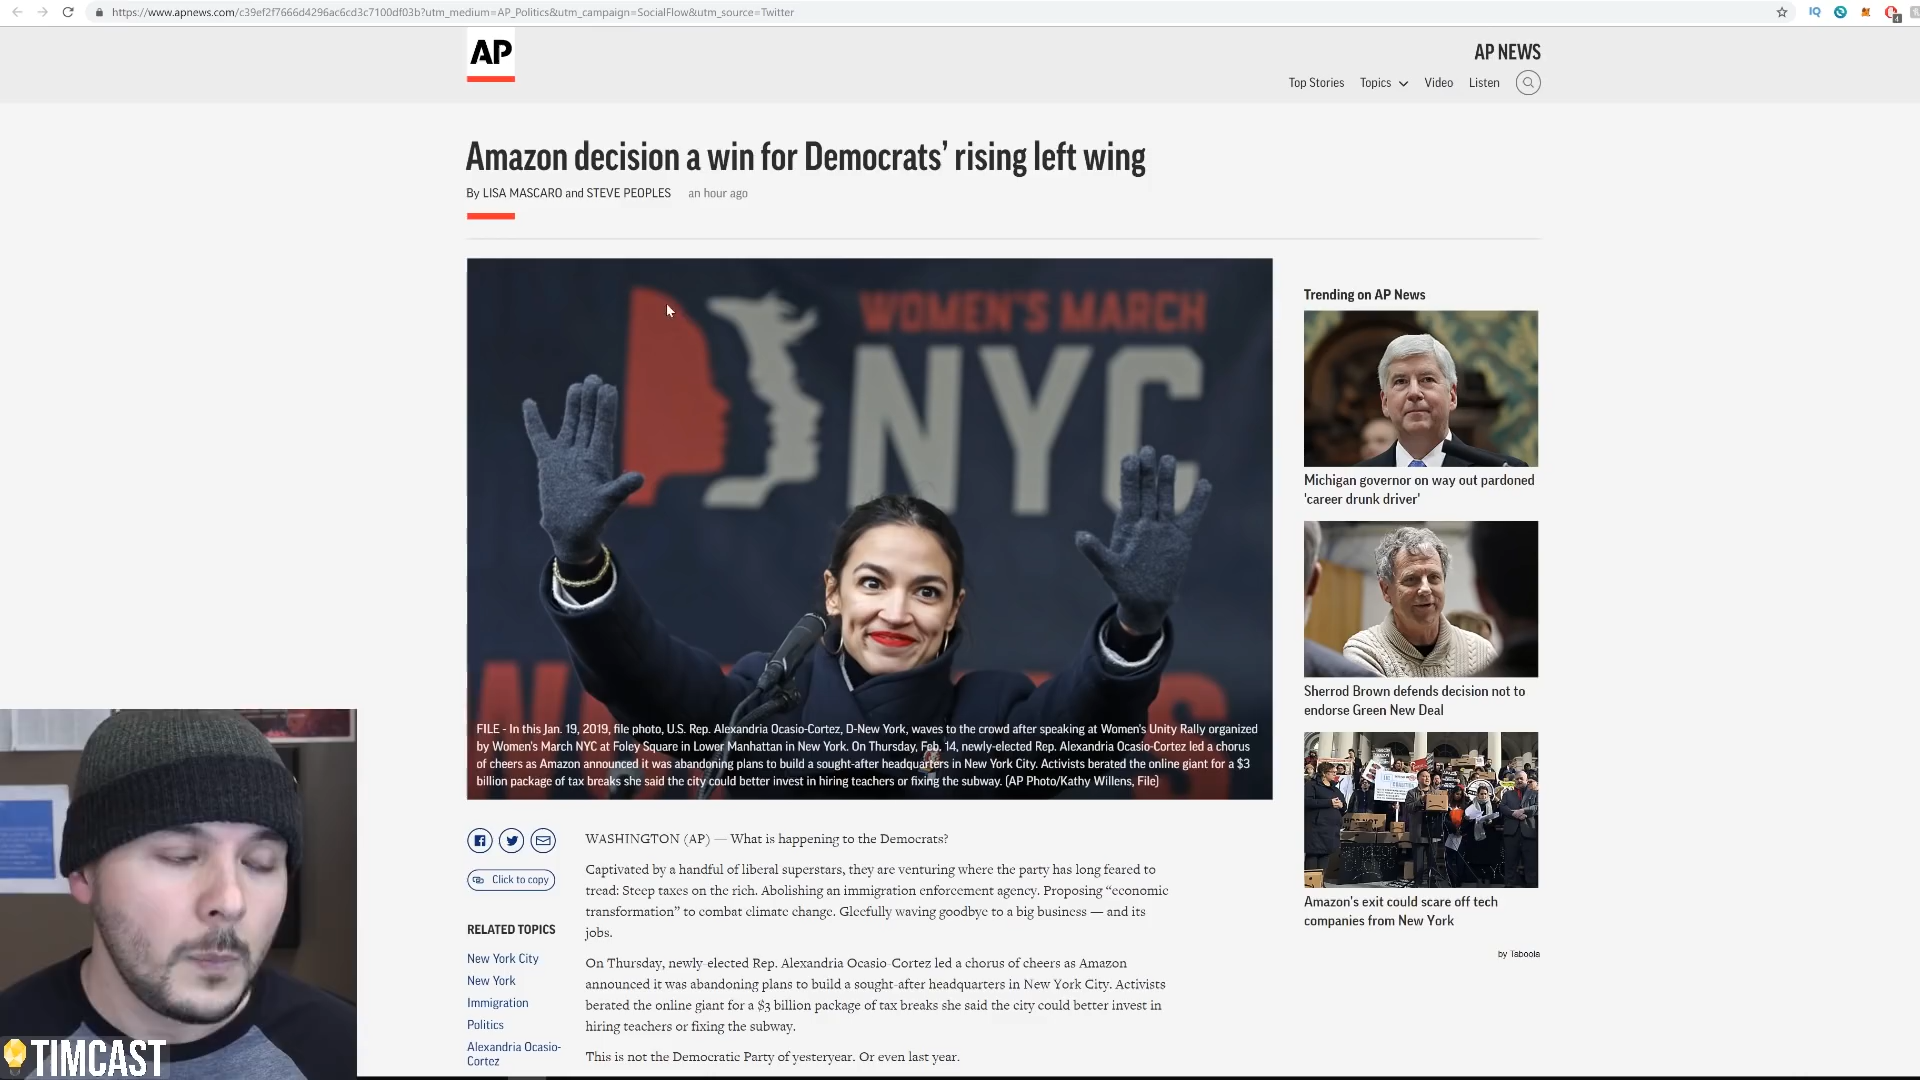 https://www.apnews.com/c39ef2f7666d4296ac6cd3c7100df03b?utm_medium=AP_Politics&utm_campaign=SocialFlow&utm_source=Twitter
AP
AP NEWS
Top Stories Topics Video Listen
Amazon decision a win for Democrats’ rising left wing
By LISA MASCARO and STEVE PEOPLES an hour ago
WOMEN'S MARCH
NYC
FILE - In this Jan. 19, 2019, file photo, U.S. Rep. Alexandria Ocasio-Cortez, D-New York, waves to the crowd after speaking at Women's Unity Rally organized
by Women's March NYC at Foley Square in Lower Manhattan in New York. On Thursday, Feb. 14, newly-elected Rep. Alexandria Ocasio-Cortez led a chorus
of cheers as Amazon announced it was abandoning plans to build a sought-after headquarters in New York City. Activists berated the online giant for a $3
billion package of tax breaks she said the city could better invest in hiring teachers or fixing the subway. (AP Photo/Kathy Willens, File)
Click to copy
RELATED TOPICS
New York City
New York
Immigration
Politics
Alexandria Ocasio-
Cortez
WASHINGTON (AP) — What is happening to the Democrats?
Captivated by a handful of liberal superstars, they are venturing where the party has long feared to
tread: Steep taxes on the rich. Abolishing an immigration enforcement agency. Proposing “economic
transformation” to combat climate change. Gleefully waving goodbye to a big business — and its
jobs.
On Thursday, newly-elected Rep. Alexandria Ocasio-Cortez led a chorus of cheers as Amazon
announced it was abandoning plans to build a sought-after headquarters in New York City. Activists
berated the online giant for a $3 billion package of tax breaks she said the city could better invest in
hiring teachers or fixing the subway.
This is not the Democratic Party of yesteryear. Or even last year.
Trending on AP News
Michigan governor on way out pardoned
'career drunk driver'
Sherrod Brown defends decision not to
endorse Green New Deal
Amazon's exit could scare off tech
companies from New York
by Taboola
TIMCAST